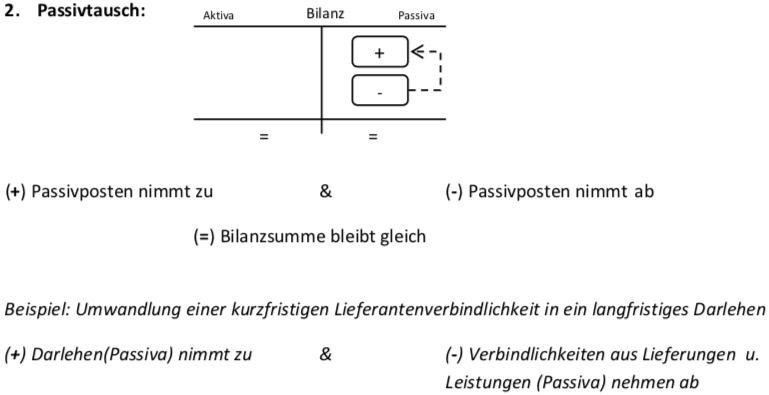 2. Passivtausch:
Aktiva Bilanz Passiva
+
-
= =
(+) Passivposten nimmt zu & (-) Passivposten nimmt ab
(=) Bilanzsumme bleibt gleich
Beispiel: Umwandlung einer kurzfristigen Lieferantenverbindlichkeit in ein langfristiges Darlehen
(+) Darlehen(Passiva) nimmt zu & (-) Verbindlichkeiten aus Lieferungen u.
Leistungen (Passiva) nehmen ab